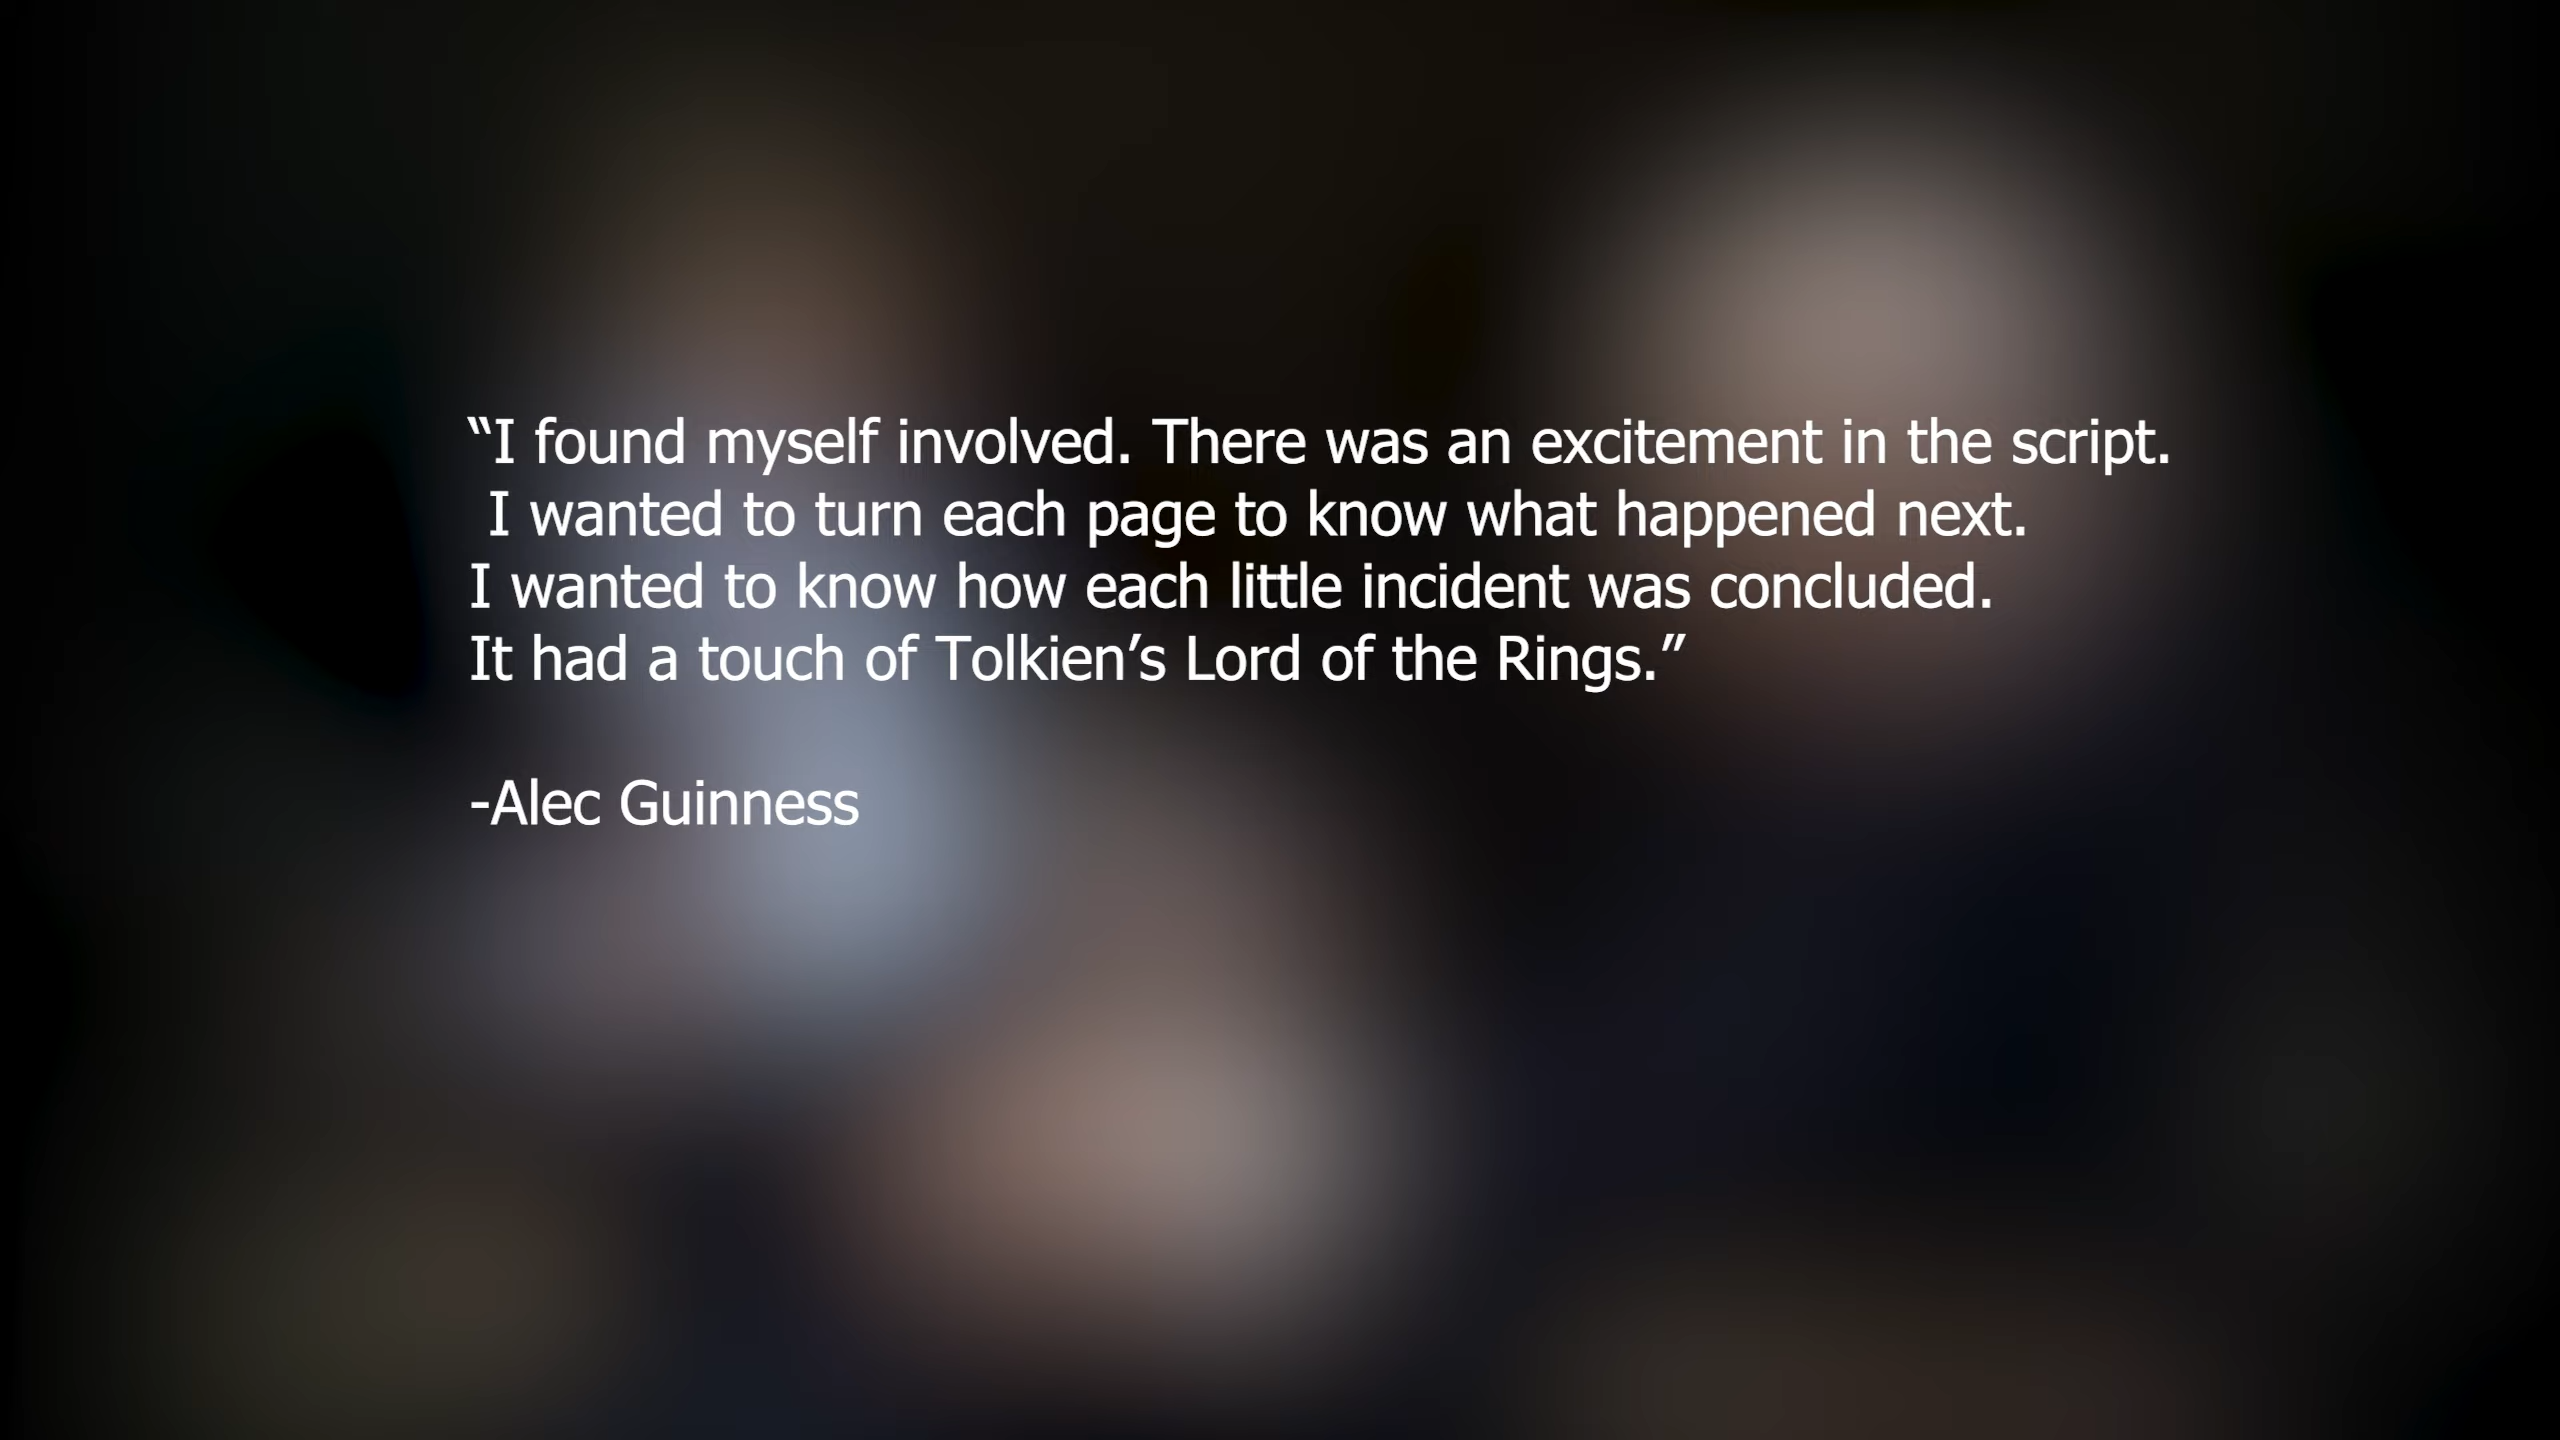 “I found myself involved. There was an excitement in the script.
I wanted to turn each page to know what happened next.
I wanted to know how each little incident was concluded.
It had a touch of Tolkien’s Lord of the Rings.”
-Alec Guinness